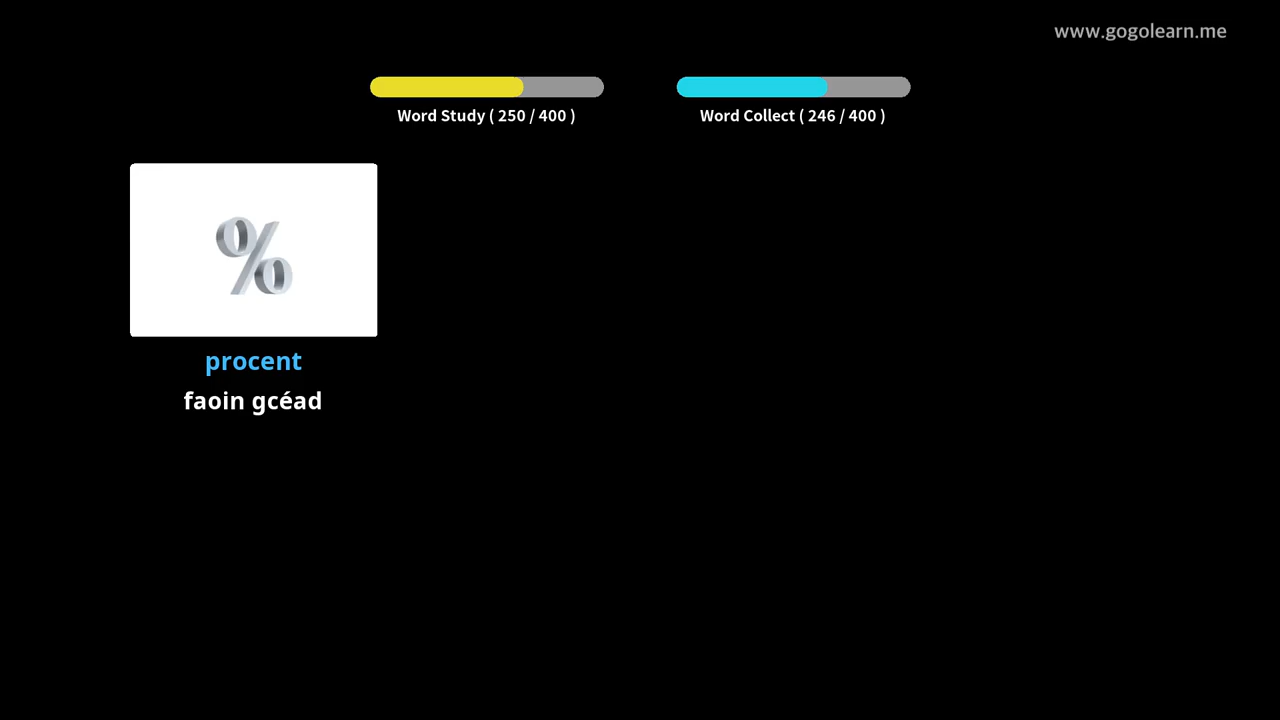 www.gogolearn.me
Word Study ( 250 / 400 )
Word Collect ( 246 / 400 )
%
procent
faoin gcéad